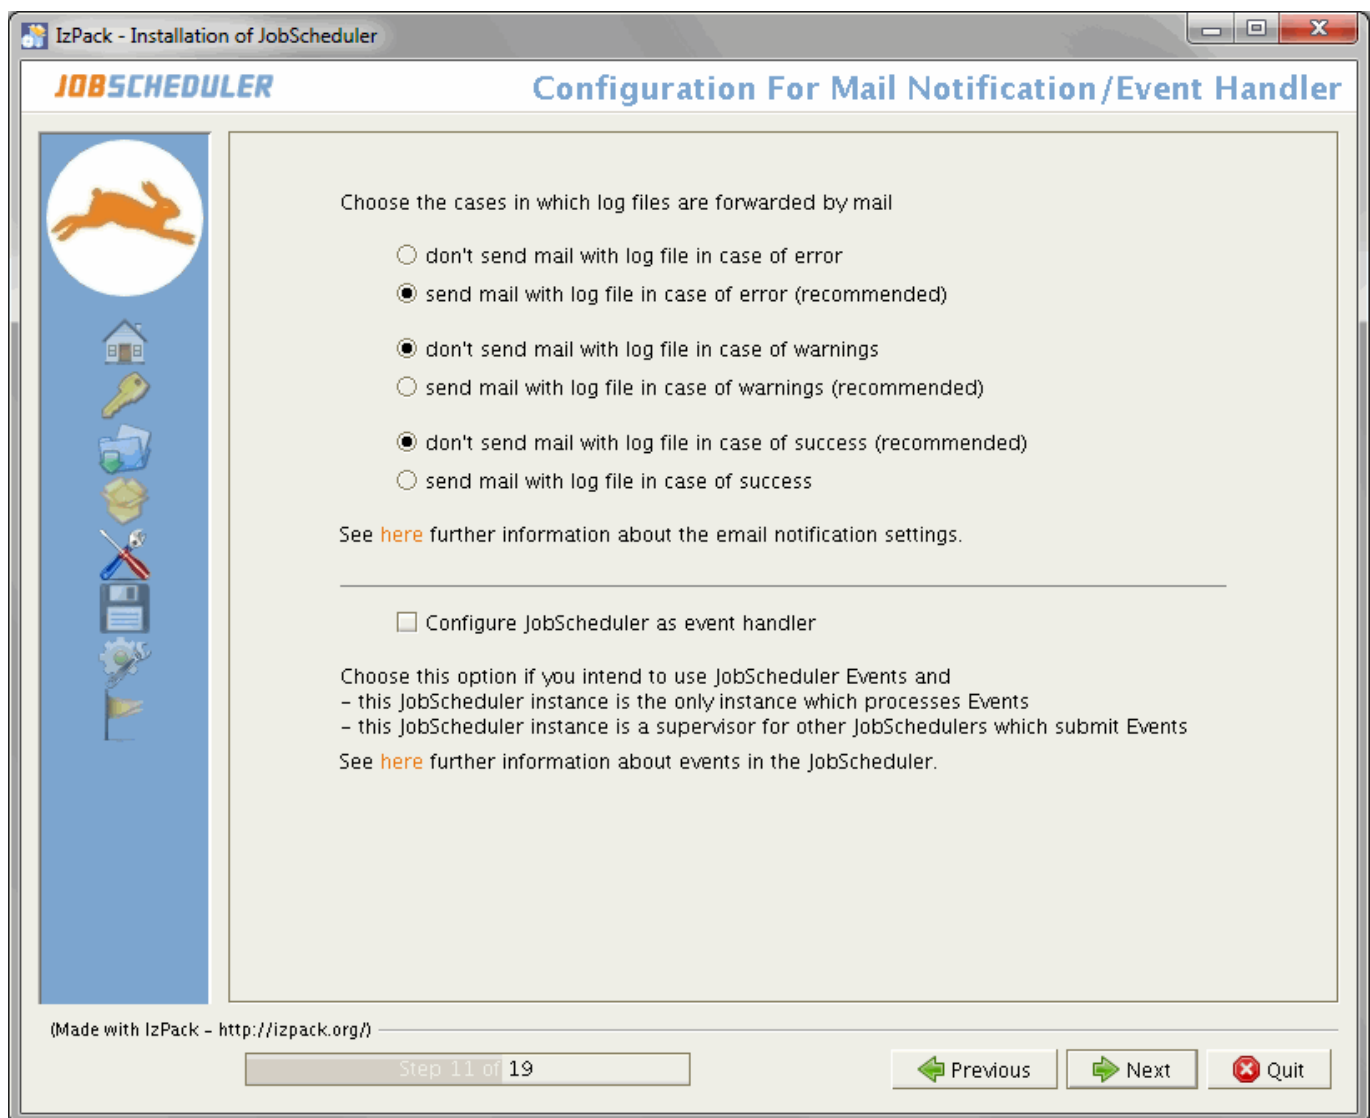 IzPack - Installation of JobScheduler
JOBSCHEDULER
Configuration For Mail Notification/Event Handler
Choose the cases in which log files are forwarded by mail
don't send mail with log file in case of error
send mail with log file in case of error (recommended)
don't send mail with log file in case of warnings
send mail with log file in case of warnings (recommended)
don't send mail with log file in case of success (recommended)
send mail with log file in case of success
See here further information about the email notification settings.
Configure JobScheduler as event handler
Choose this option if you intend to use JobScheduler Events and
- this JobScheduler instance is the only instance which processes Events
- this JobScheduler instance is a supervisor for other JobSchedulers which submit Events
See here further information about events in the JobScheduler.
(Made with IzPack - http://izpack.org/)
Step 11 of 19
Previous
Next
Quit